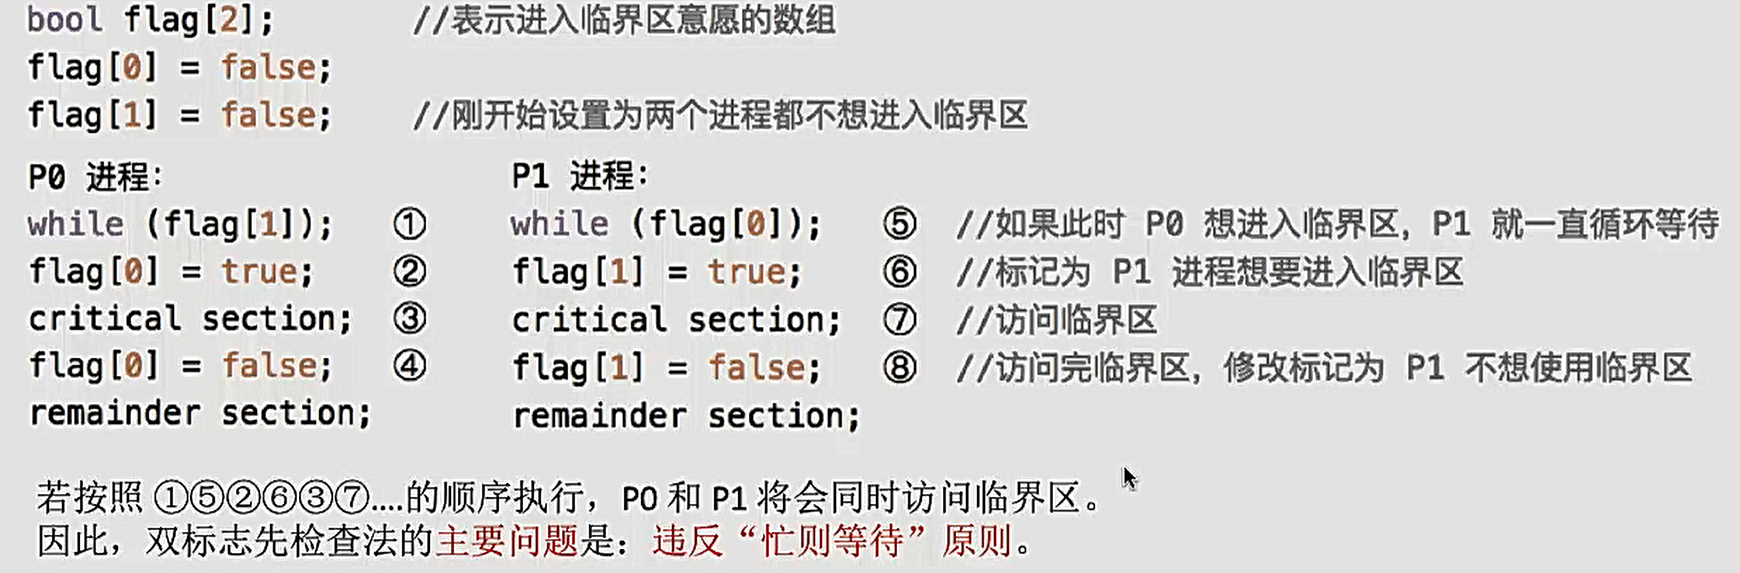 bool flag[2]; //表示进入临界区意愿的数组
flag[0] = false;
flag[1] = false; //刚开始设置为两个进程都不想进入临界区
P0 进程: P1 进程:
while (flag[1]); ① while (flag[0]); ⑤ //如果此时 P0 想进入临界区，P1 就一直循环等待
flag[0] = true; ② flag[1] = true; ⑥ //标记为 P1 进程想要进入临界区
critical section; ③ critical section; ⑦ //访问临界区
flag[0] = false; ④ flag[1] = false; ⑧ //访问完临界区，修改标记为 P1 不想使用临界区
remainder section; remainder section;
若按照 ①⑤②⑥③⑦....的顺序执行，P0 和 P1 将会同时访问临界区。
因此，双标志先检查法的主要问题是：违反“忙则等待”原则。